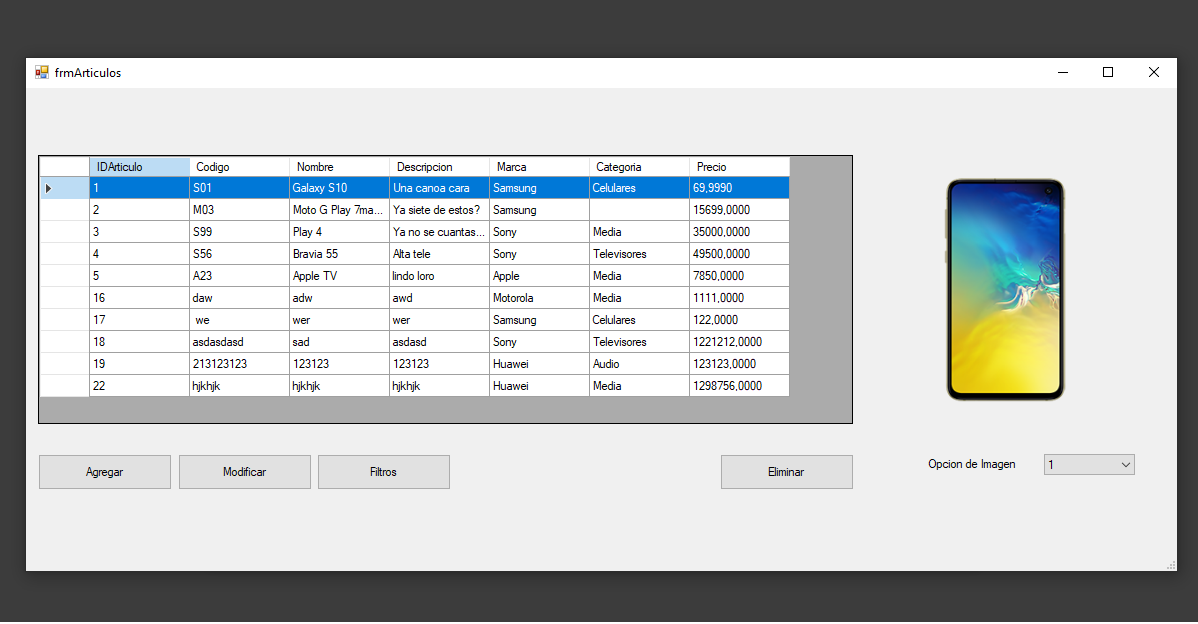 frmArticulos
IDArticulo Codigo Nombre Descripcion Marca Categoria Precio
1 S01 Galaxy S10 Una canoa cara Samsung Celulares 69,9990
2 M03 Moto G Play 7ma... Ya siete de estos? Samsung 15699,0000
3 S99 Play 4 Ya no se cuantas... Sony Media 35000,0000
4 S56 Bravia 55 Alta tele Sony Televisores 49500,0000
5 A23 Apple TV lindo loro Apple Media 7850,0000
16 daw adw awd Motorola Media 1111,0000
17 we wer wer Samsung Celulares 122,0000
18 asdasdasd sad asdasd Sony Televisores 1221212,0000
19 213123123 123123 123123 Huawei Audio 123123,0000
22 hjkhjk hjkhjk hjkhjk Huawei Media 1298756,0000
Agregar Modificar Filtros Eliminar Opcion de Imagen 1